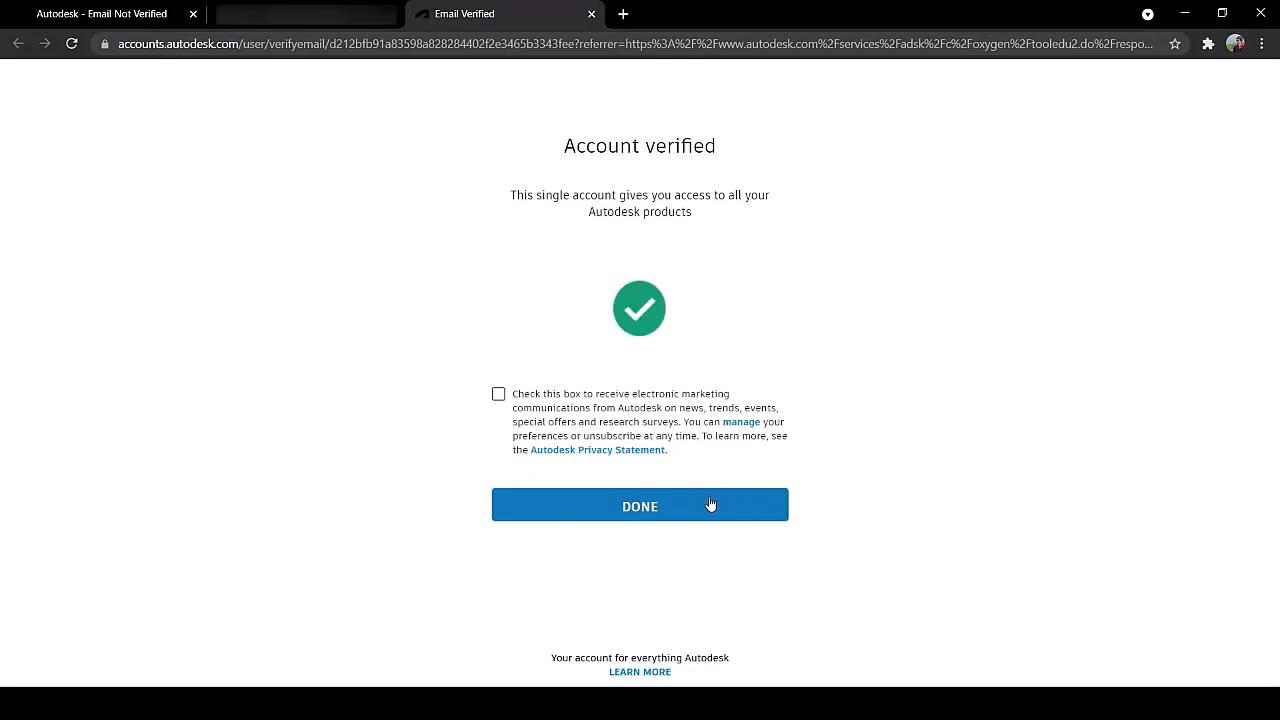 Autodesk - Email Not Verified
Email Verified
accounts.autodesk.com/user/verifyemail/d212bfb91a83598a828284402f2e3465b3343fee?referrer=https%3A%2F%2Fwww.autodesk.com%2Fservices%2Fadsk%2Fc%2Foxygen%2Ftooledu2.do%2Frespo...
Account verified
This single account gives you access to all your
Autodesk products
Check this box to receive electronic marketing
communications from Autodesk on news, trends, events,
special offers and research surveys. You can manage your
preferences or unsubscribe at any time. To learn more, see
the Autodesk Privacy Statement.
DONE
Your account for everything Autodesk
LEARN MORE